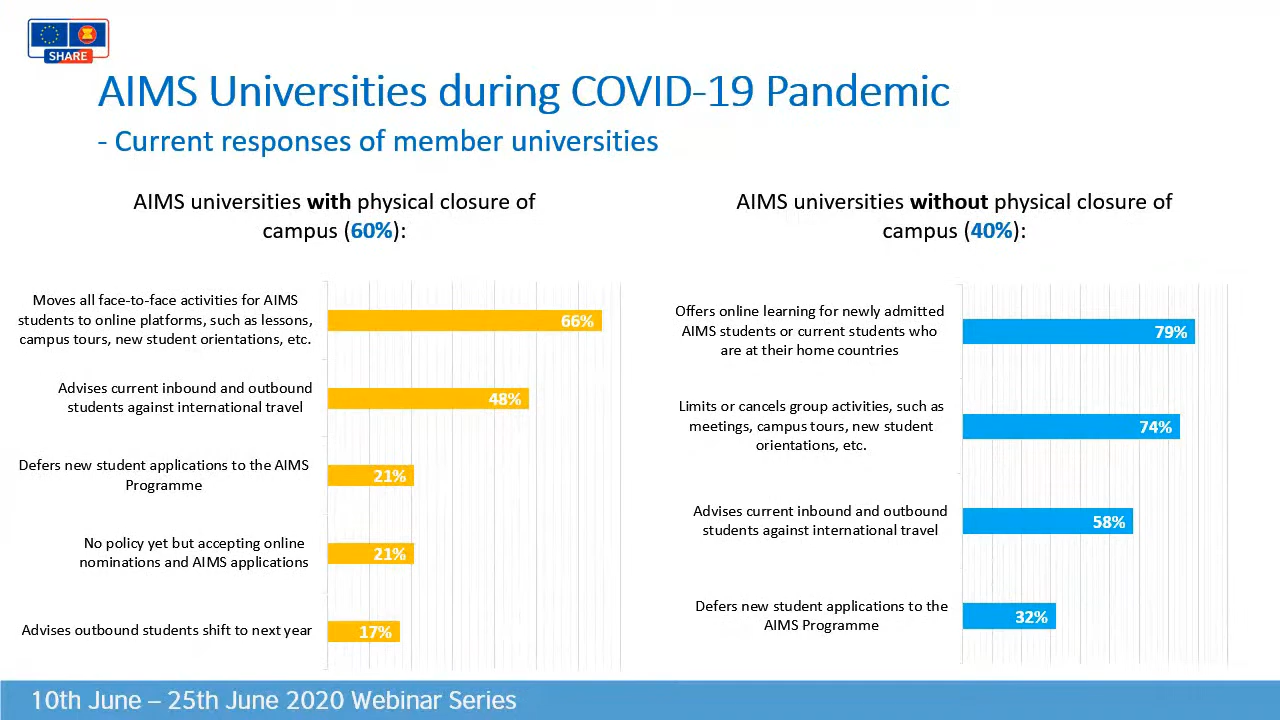 SHARE
AIMS Universities during COVID-19 Pandemic
- Current responses of member universities
AIMS universities with physical closure of
campus (60%):
Moves all face-to-face activities for AIMS
students to online platforms, such as lessons,
campus tours, new student orientations, etc.
66%
Advises current inbound and outbound
students against international travel
48%
Defers new student applications to the AIMS
Programme
21%
No policy yet but accepting online
nominations and AIMS applications
21%
Advises outbound students shift to next year
17%
AIMS universities without physical closure of
campus (40%):
Offers online learning for newly admitted
AIMS students or current students who
are at their home countries
79%
Limits or cancels group activities, such as
meetings, campus tours, new student
orientations, etc.
74%
Advises current inbound and outbound
students against international travel
58%
Defers new student applications to the
AIMS Programme
32%
10th June – 25th June 2020 Webinar Series